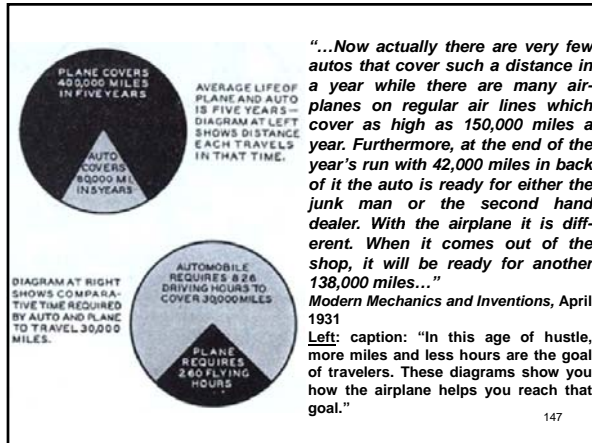 PLANE COVERS
400,000 MILES
IN FIVE YEARS
AUTO
COVERS
80,000 MI.
IN 5 YEARS
AVERAGE LIFE OF
PLANE AND AUTO
IS FIVE YEARS—
DIAGRAM AT LEFT
SHOWS DISTANCE
EACH TRAVELS
IN THAT TIME.
DIAGRAM AT RIGHT
SHOWS COMPARA-
TIVE TIME REQUIRED
BY AUTO AND PLANE
TO TRAVEL 30,000
MILES.
AUTOMOBILE
REQUIRES 826
DRIVING HOURS TO
COVER 30,000 MILES
PLANE
REQUIRES
260 FLYING
HOURS
“…Now actually there are very few
autos that cover such a distance in
a year while there are many air-
planes on regular air lines which
cover as high as 150,000 miles a
year. Furthermore, at the end of the
year’s run with 42,000 miles in back
of it the auto is ready for either the
junk man or the second hand
dealer. With the airplane it is diff-
erent. When it comes out of the
shop, it will be ready for another
138,000 miles…”
Modern Mechanics and Inventions, April
1931
Left: caption: “In this age of hustle,
more miles and less hours are the goal
of travelers. These diagrams show you
how the airplane helps you reach that
goal.”
147